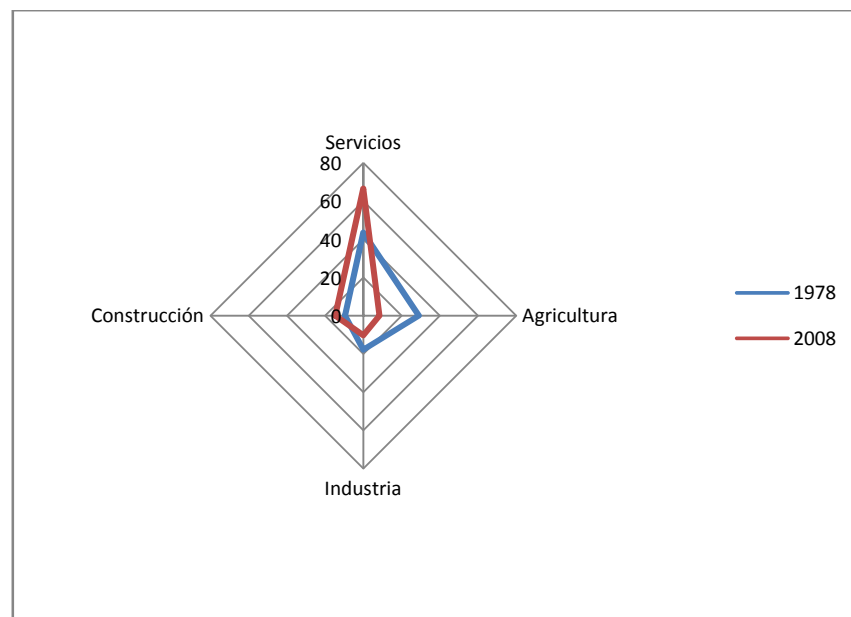 Servicios
80
60
40
20
0
Construcción
Agricultura
Industria
1978
2008